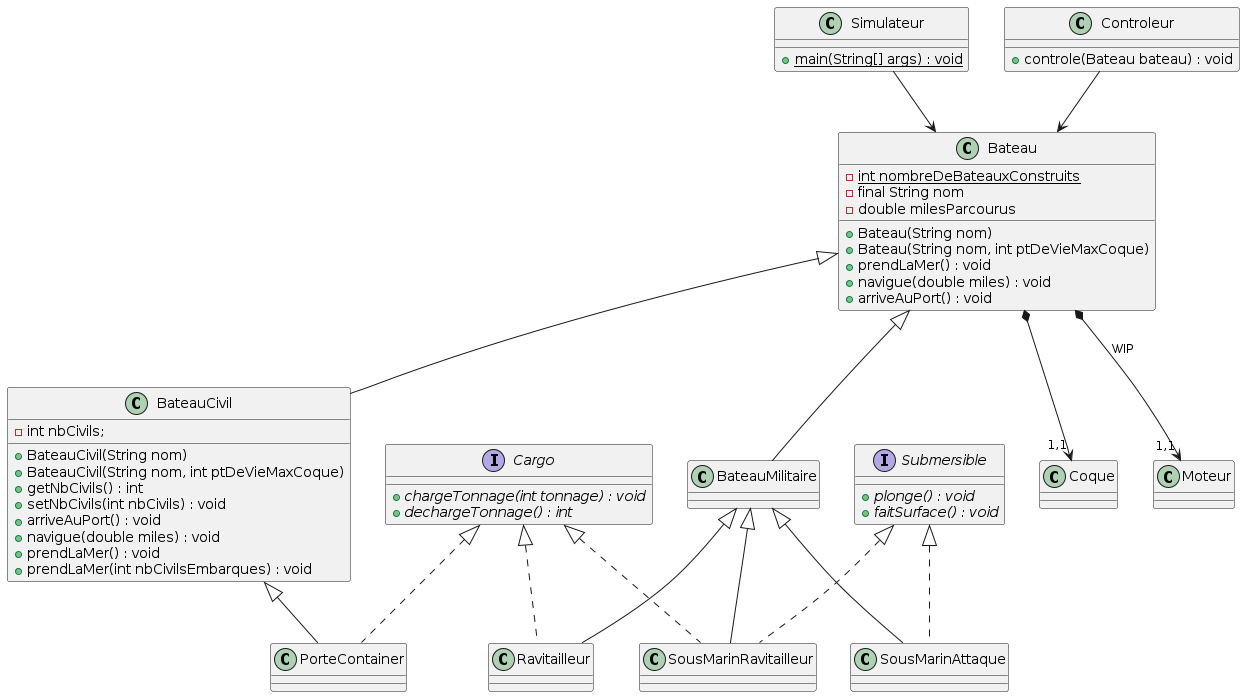 C Simulateur
main(String[] args) : void
C Controleur
controle(Bateau bateau) : void
C Bateau
int nombreDeBateauxConstruits
final String nom
double milesParcourus
Bateau(String nom)
Bateau(String nom, int ptDeVieMaxCoque)
prendLaMer() : void
navigue(double miles) : void
arriveAuPort() : void
WIP
C BateauCivil
int nbCivils;
BateauCivil(String nom)
BateauCivil(String nom, int ptDeVieMaxCoque)
getNbCivils() : int
setNbCivils(int nbCivils) : void
arriveAuPort() : void
navigue(double miles) : void
prendLaMer() : void
prendLaMer(int nbCivilsEmbarques) : void
I Cargo
chargeTonnage(int tonnage) : void
dechargeTonnage() : int
C BateauMilitaire
I Submersible
plonge() : void
faitSurface() : void
1,1
C Coque
1,1
C Moteur
C PorteContainer
C Ravitailleur
C SousMarinRavitailleur
C SousMarinAttaque